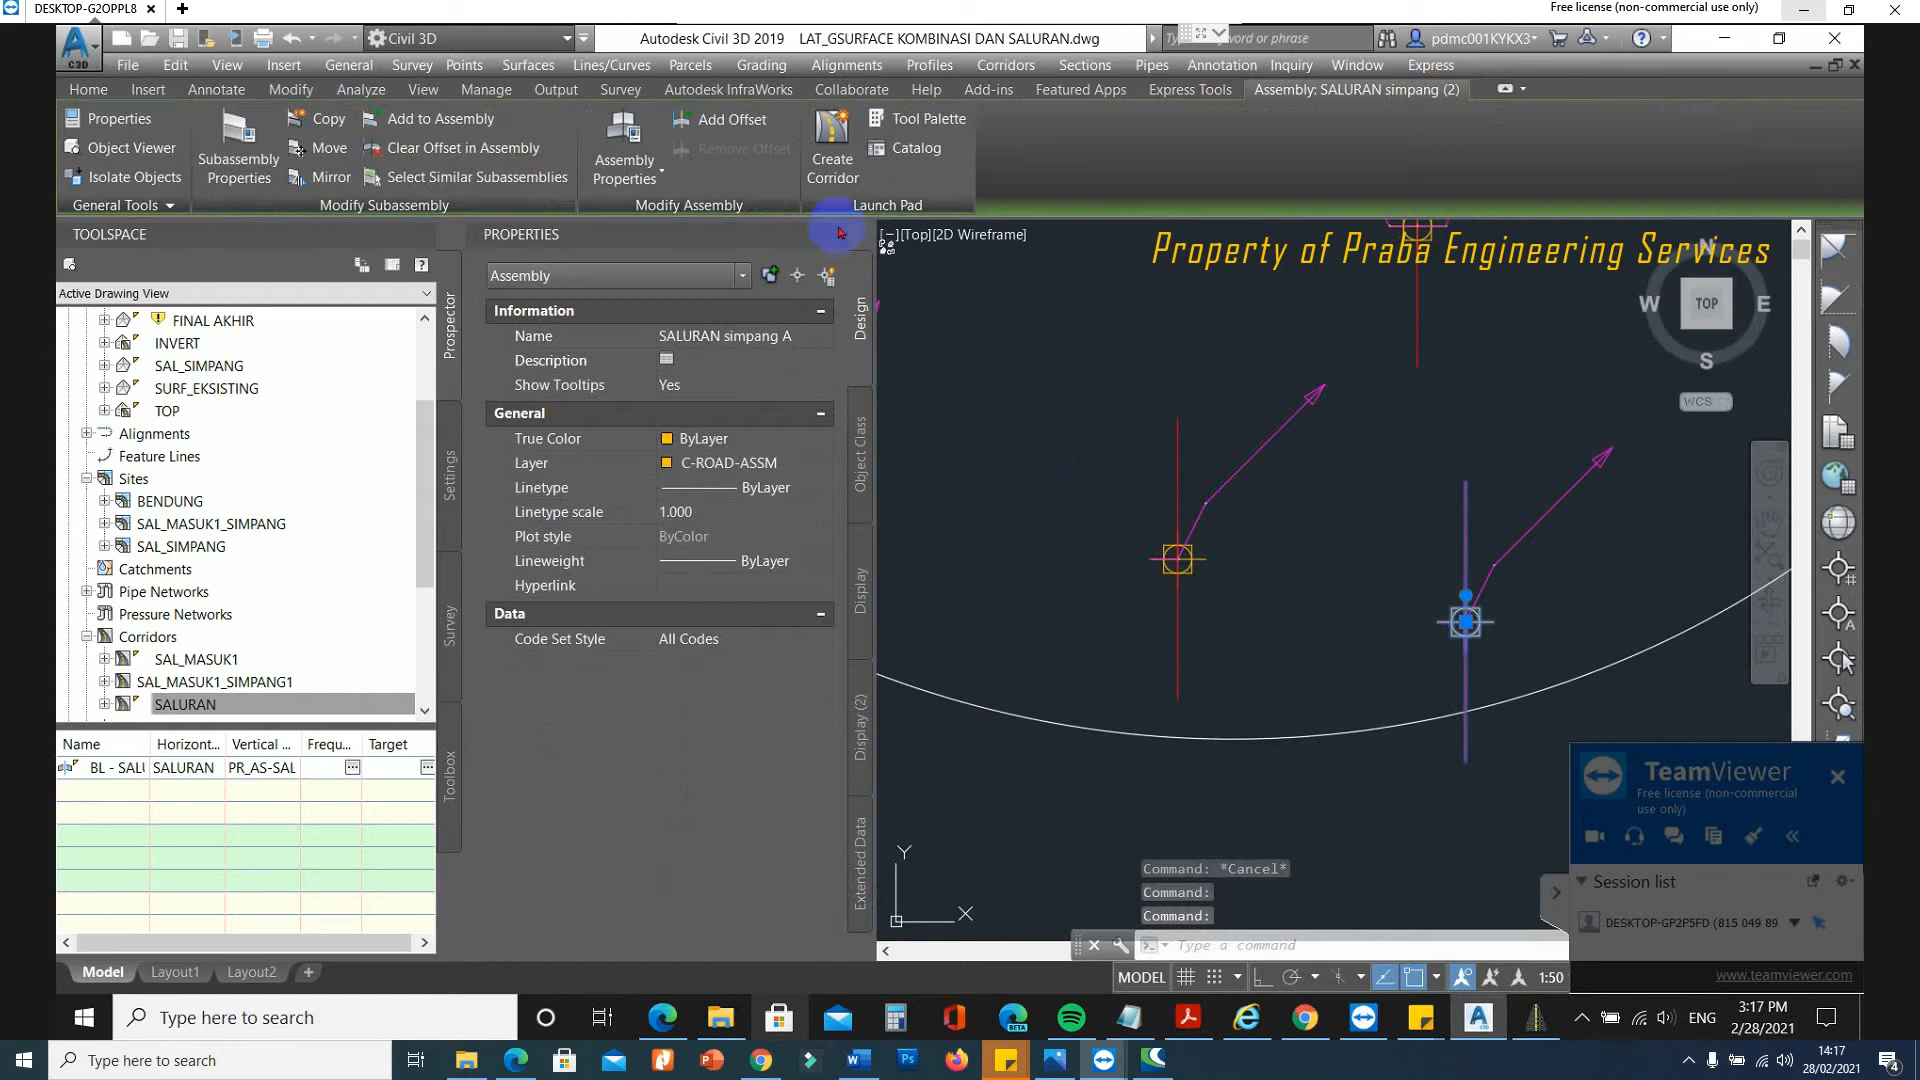 DESKTOP-G2OPPL8
Free license (non-commercial use only)
C3D
Civil 3D
Autodesk Civil 3D 2019 LAT_GSURFACE KOMBINASI DAN SALURAN.dwg
word or phrase
pdmc001KYKX3
File Edit View Insert General Survey Points Surfaces Lines/Curves Parcels Grading Alignments Profiles Corridors Sections Pipes Annotation Inquiry Window Express
Home Insert Annotate Modify Analyze View Manage Output Survey Autodesk InfraWorks Collaborate Help Add-ins Featured Apps Express Tools Assembly: SALURAN simpang (2)
Properties
Object Viewer
Isolate Objects
General Tools
Subassembly Properties
Copy
Move
Mirror
Add to Assembly
Clear Offset in Assembly
Select Similar Subassemblies
Modify Subassembly
Assembly Properties
Add Offset
Remove Offset
Modify Assembly
Create Corridor
Tool Palette
Catalog
Launch Pad
TOOLSPACE
Active Drawing View
FINAL AKHIR
INVERT
SAL_SIMPANG
SURF_EKSISTING
TOP
Alignments
Feature Lines
Sites
BENDUNG
SAL_MASUK1_SIMPANG
SAL_SIMPANG
Catchments
Pipe Networks
Pressure Networks
Corridors
SAL_MASUK1
SAL_MASUK1_SIMPANG1
SALURAN
Prospector
Settings
Survey
Toolbox
Name Horizont... Vertical ... Frequ... Target
BL - SALU SALURAN PR_AS-SAL
PROPERTIES
Assembly
Information
Name SALURAN simpang A
Description
Show Tooltips Yes
General
True Color ByLayer
Layer C-ROAD-ASSM
Linetype ByLayer
Linetype scale 1.000
Plot style ByColor
Lineweight ByLayer
Hyperlink
Data
Code Set Style All Codes
Design
Object Class
Display
Display (2)
Extended Data
[−][Top][2D Wireframe]
Property of Praba Engineering Services
N
W TOP E
S
WCS
Y
X
Command: *Cancel*
Command:
Command:
Type a command
TeamViewer
Free license (non-commercial use only)
Session list
DESKTOP-GP2P5FD (815 049 89
www.teamviewer.com
Model Layout1 Layout2
MODEL 1:50
Type here to search
BETA
ENG
3:17 PM
2/28/2021
Type here to search
14:17
28/02/2021
4